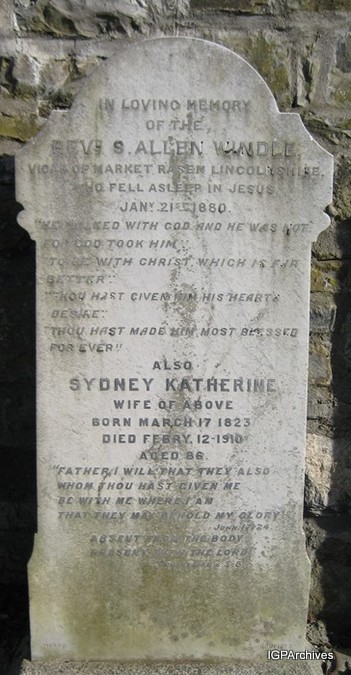 IN LOVING MEMORY
OF THE
REVD S. ALLEN WINDLE,
VICAR OF MARKET RASEN LINCOLNSHIRE,
WHO FELL ASLEEP IN JESUS
JANY. 21ST 1880.
"HE WALKED WITH GOD AND HE WAS NOT
FOR GOD TOOK HIM"
"TO BE WITH CHRIST WHICH IS FAR
BETTER"
"THOU HAST GIVEN HIM HIS HEARTS
DESIRE"
"THOU HAST MADE HIM MOST BLESSED
FOR EVER"
ALSO
SYDNEY KATHERINE
WIFE OF ABOVE
BORN MARCH 17 1823
DIED FEBRY. 12-1910
AGED 86.
"FATHER I WILL THAT THEY ALSO
WHOM THOU HAST GIVEN ME
BE WITH ME WHERE I AM
THAT THEY MAY BEHOLD MY GLORY"
JOHN 17.24.
ABSENT FROM THE BODY
PRESENT WITH THE LORD
IGPArchives